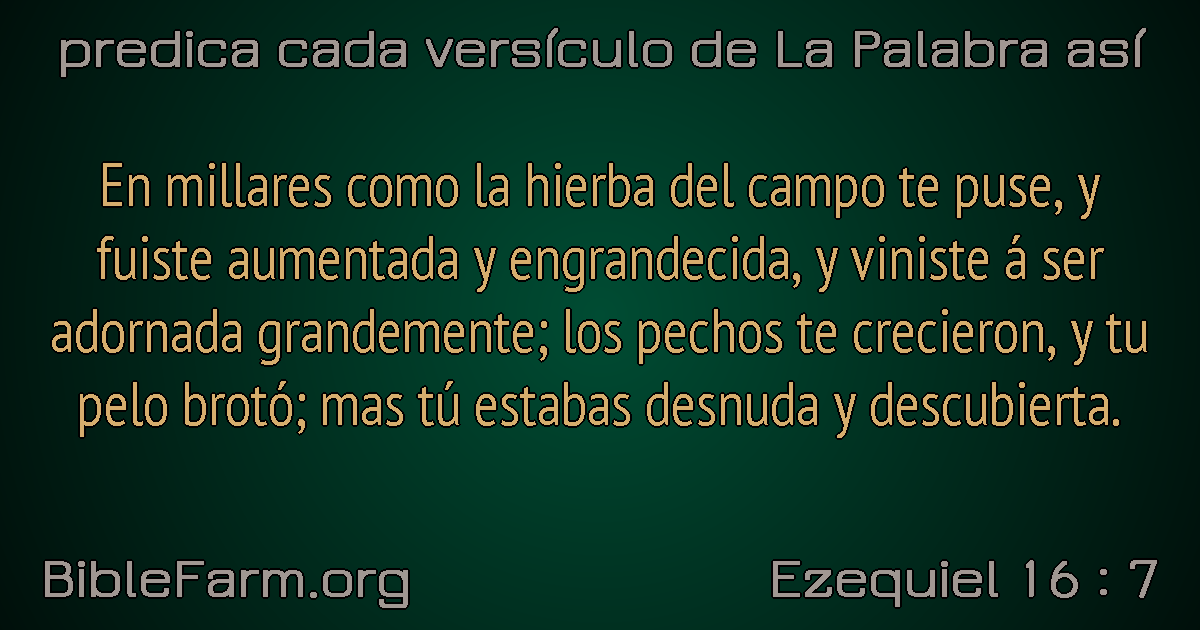 predica cada versículo de La Palabra así
En millares como la hierba del campo te puse, y
fuiste aumentada y engrandecida, y viniste á ser
adornada grandemente; los pechos te crecieron, y tu
pelo brotó; mas tú estabas desnuda y descubierta.
BibleFarm.org
Ezequiel 16 : 7